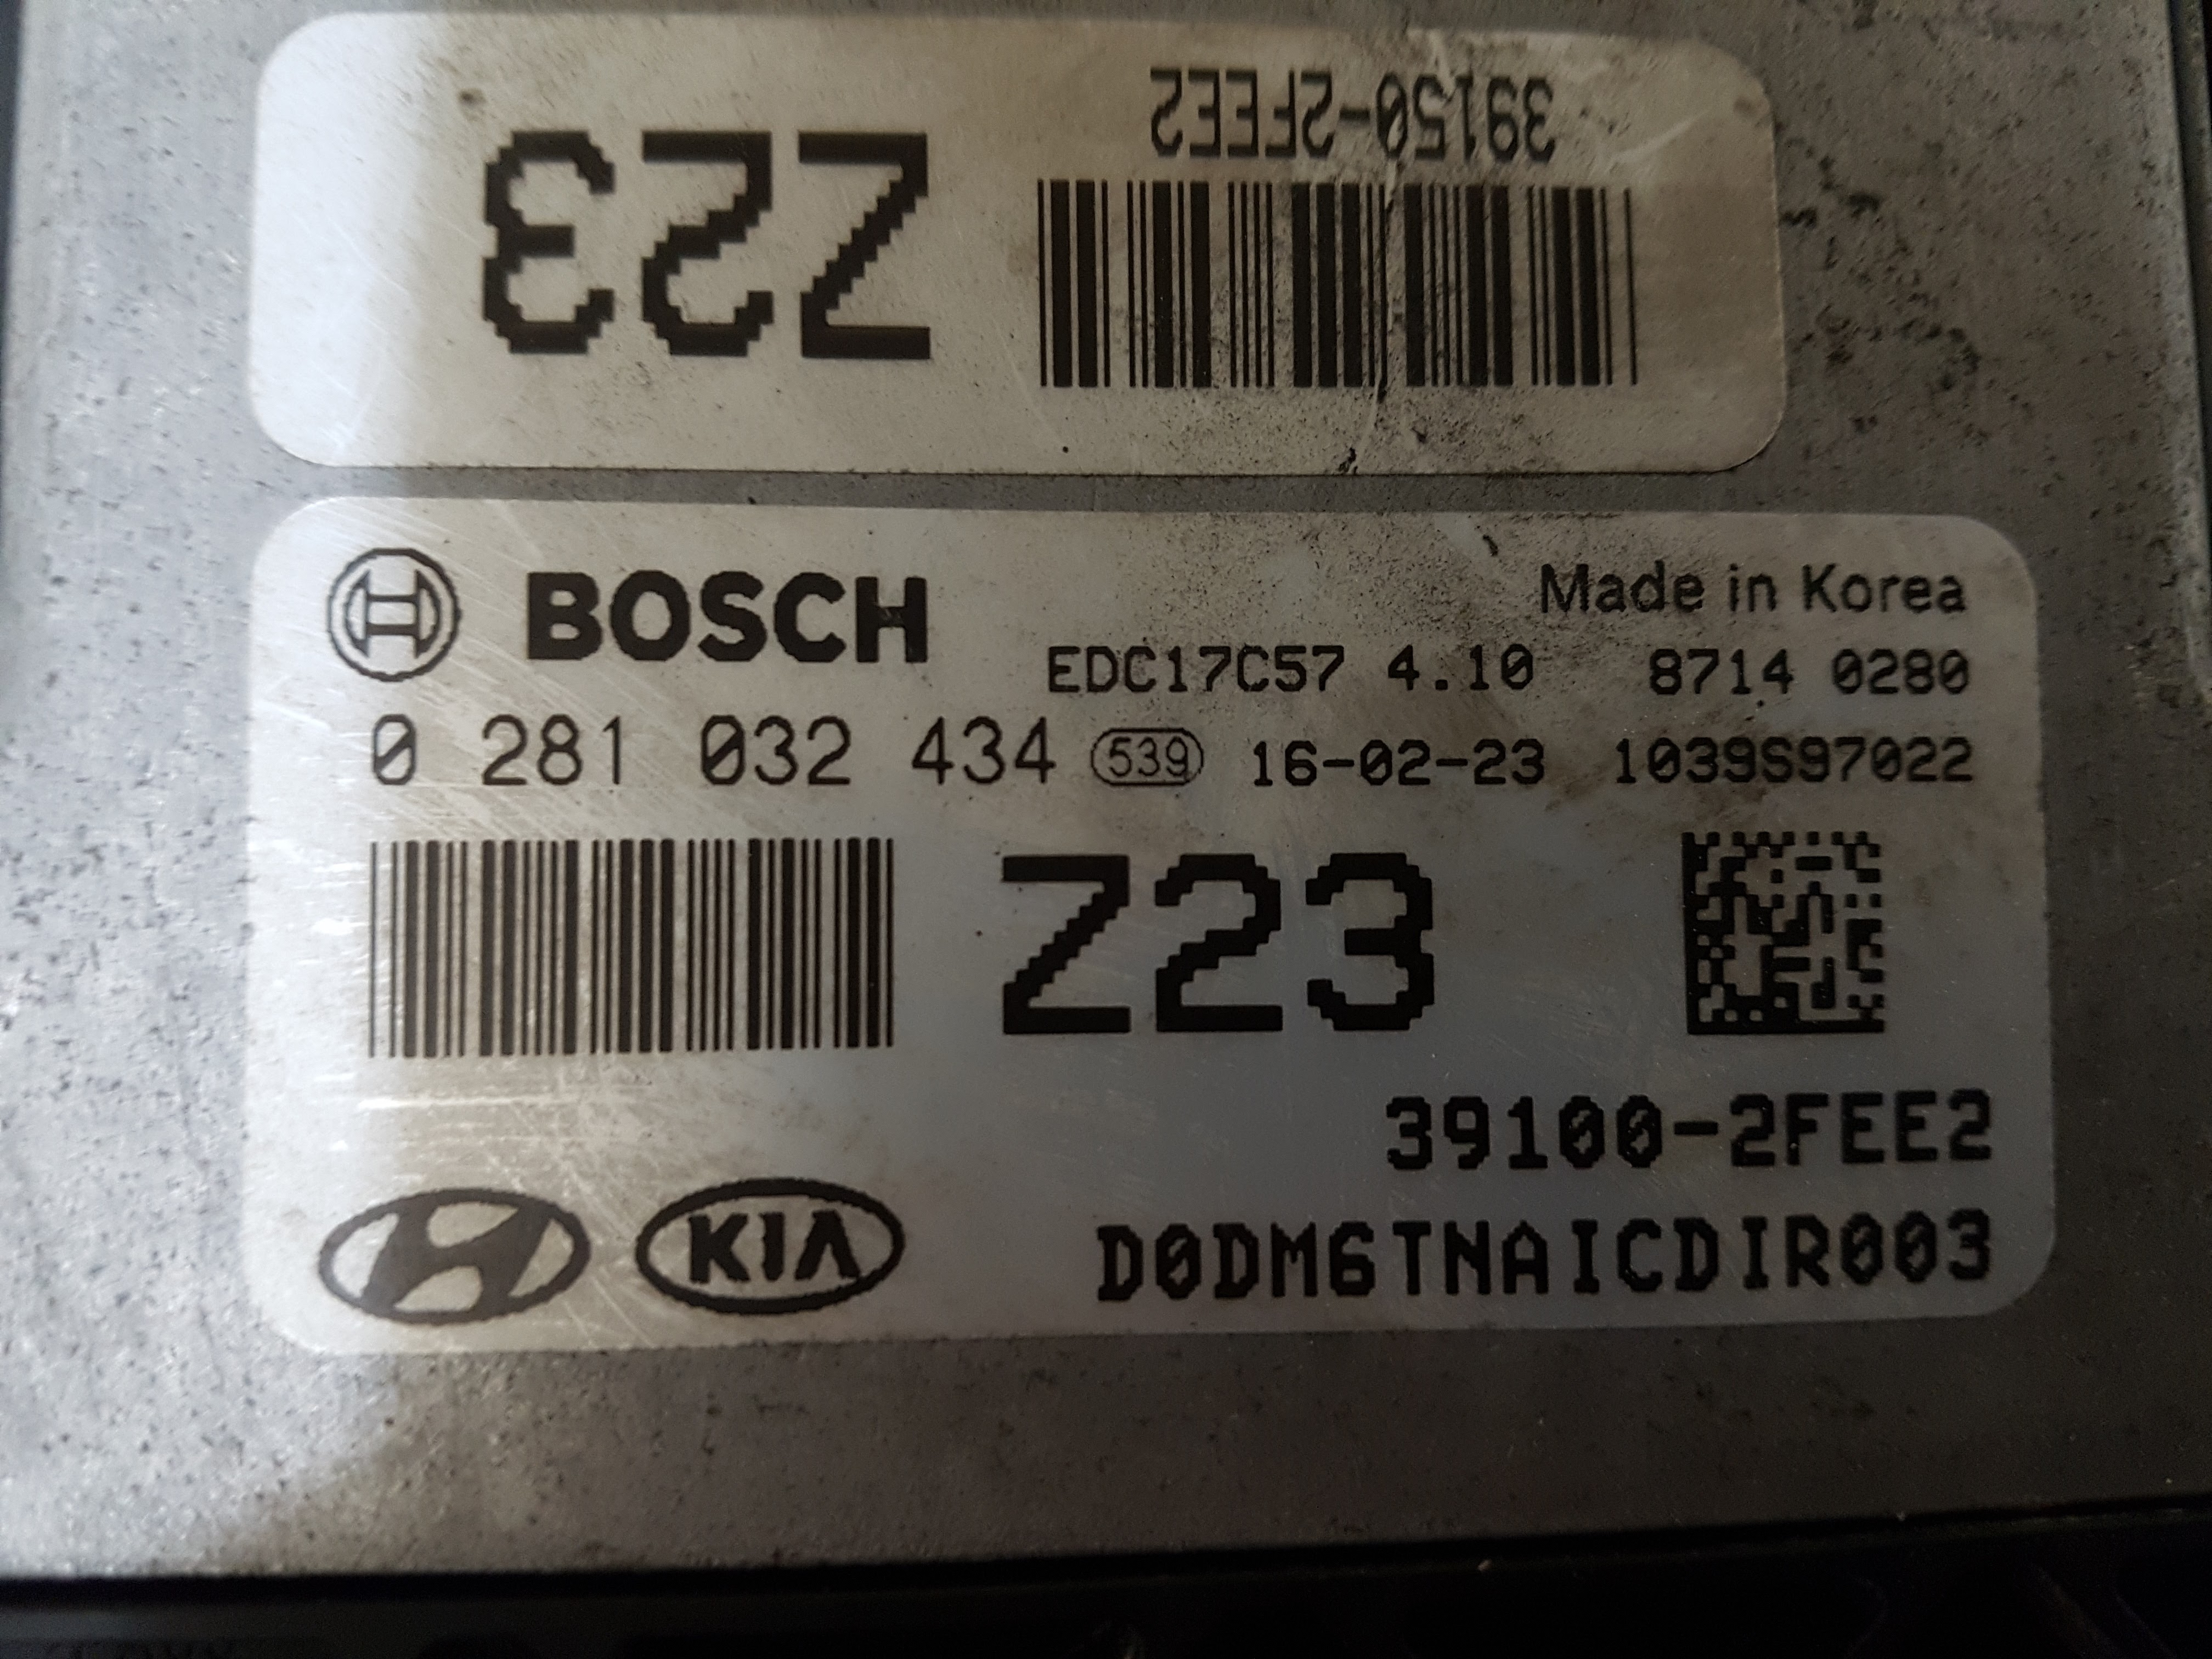 39150-2FEE2
Z23
BOSCH
Made in Korea
EDC17C57 4.10 8714 0280
0 281 032 434 539 16-02-23 1039S97022
Z23
39100-2FEE2
KIA
D0DM6TNAICDIR003